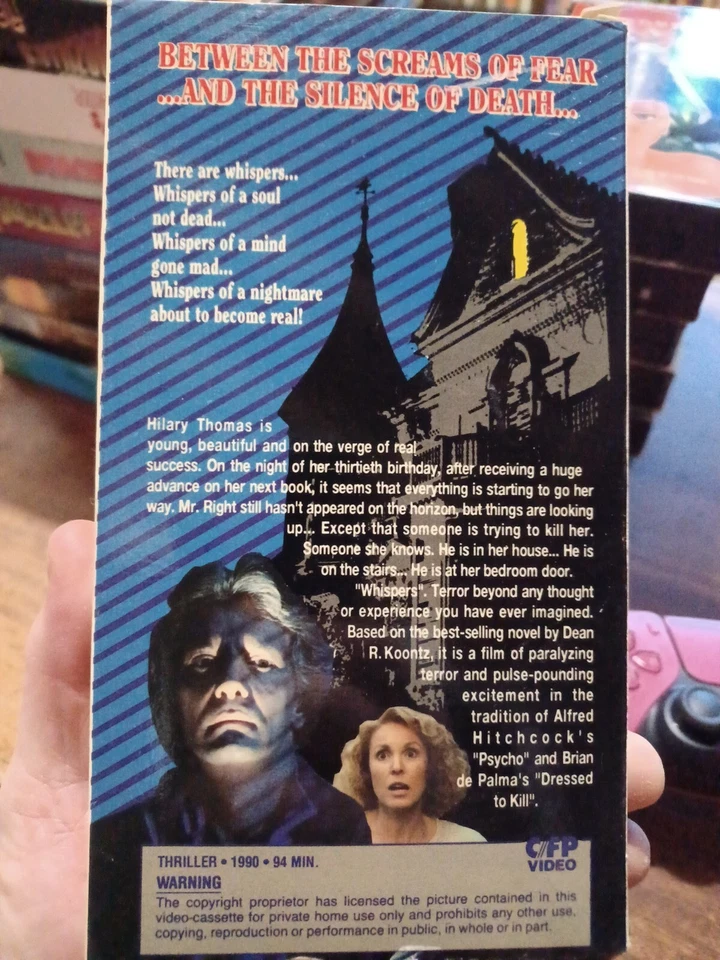 BETWEEN THE SCREAMS OF FEAR
...AND THE SILENCE OF DEATH...
There are whispers...
Whispers of a soul
not dead...
Whispers of a mind
gone mad...
Whispers of a nightmare
about to become real!
Hilary Thomas is
young, beautiful and on the verge of real
success. On the night of her thirtieth birthday, after receiving a huge
advance on her next book, it seems that everything is starting to go her
way. Mr. Right still hasn't appeared on the horizon, but things are looking
up... Except that someone is trying to kill her.
Someone she knows. He is in her house... He is
on the stairs... He is at her bedroom door.
"Whispers". Terror beyond any thought
or experience you have ever imagined.
Based on the best-selling novel by Dean
R. Koontz, it is a film of paralyzing
terror and pulse-pounding
excitement in the
tradition of Alfred
Hitchcock's
"Psycho" and Brian
de Palma's "Dressed
to Kill".
C/FP
VIDEO
THRILLER • 1990 • 94 MIN.
WARNING
The copyright proprietor has licensed the picture contained in this
video-cassette for private home use only and prohibits any other use,
copying, reproduction or performance in public, in whole or in part.